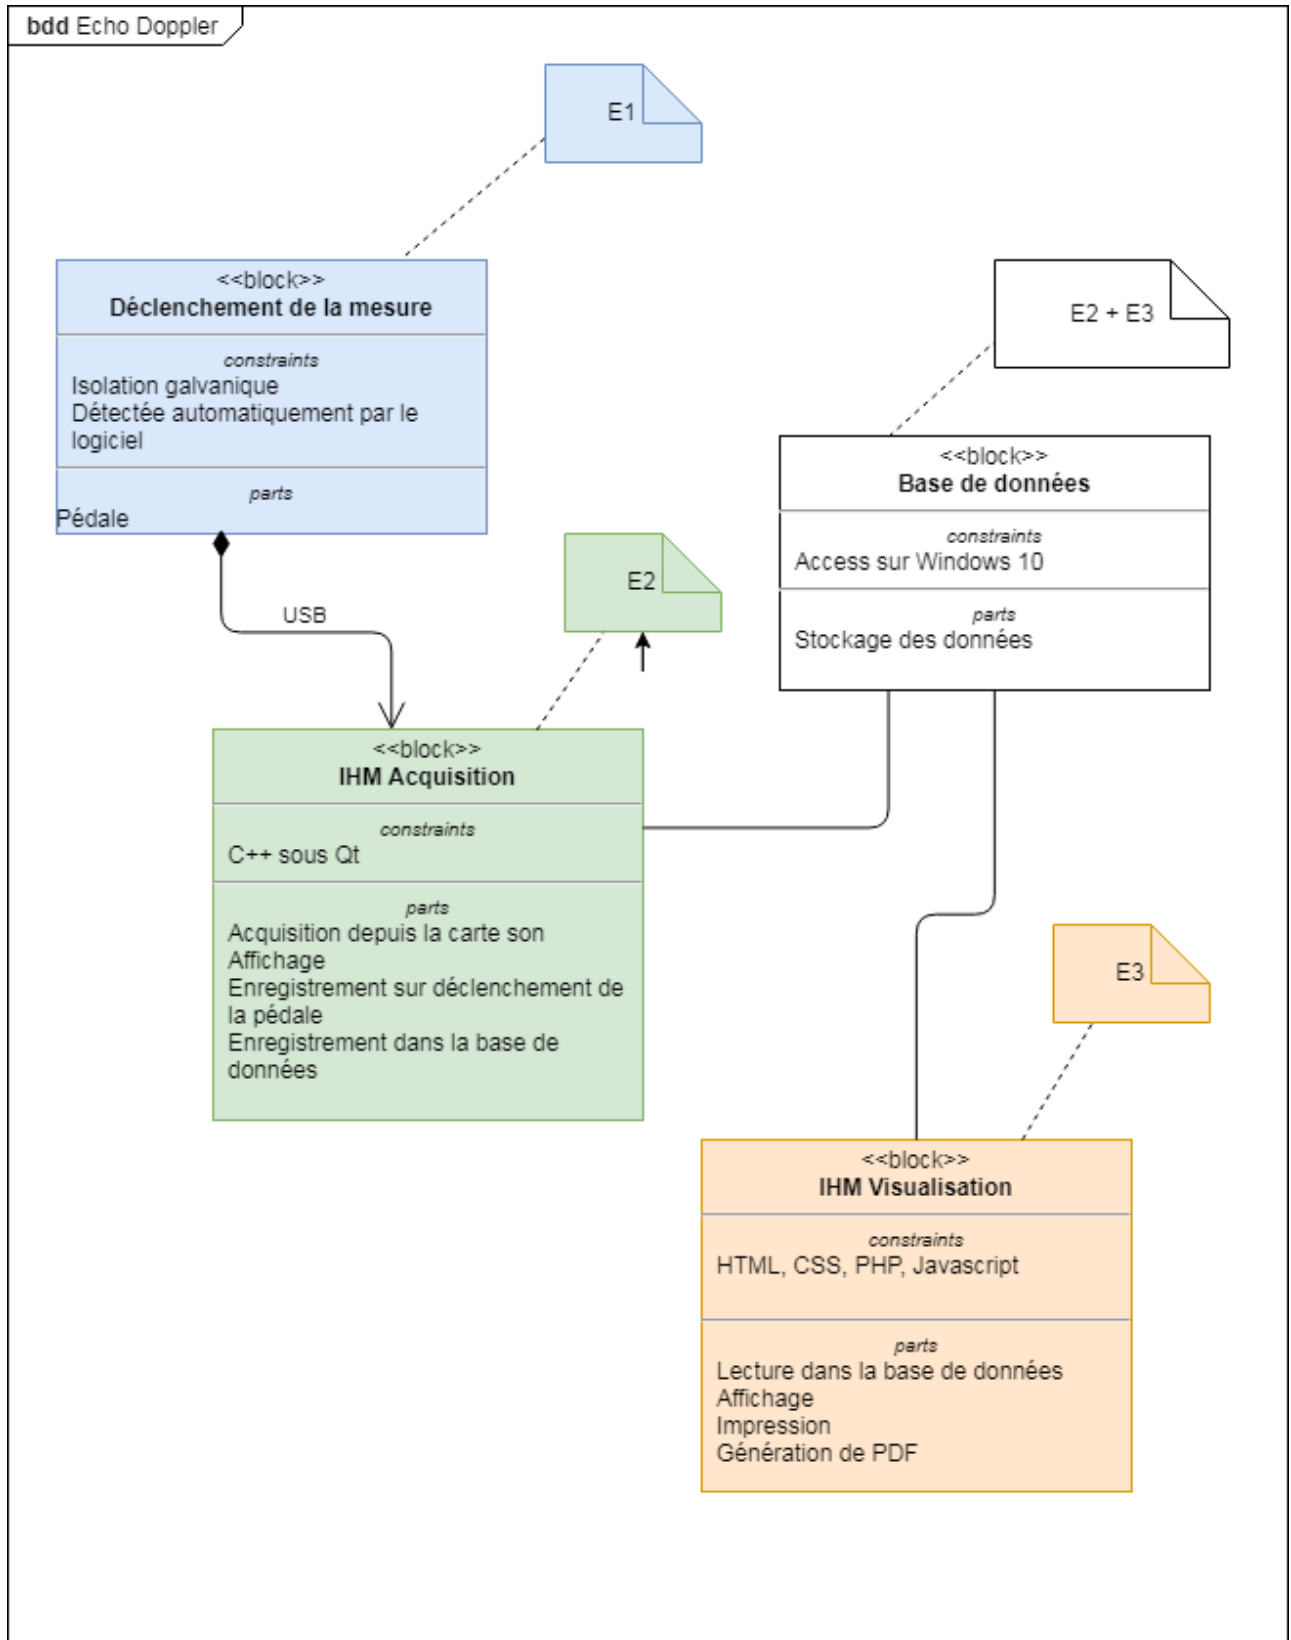 bdd Echo Doppler
E1
<<block>>
Déclenchement de la mesure
constraints
Isolation galvanique
Détectée automatiquement par le
logiciel
parts
Pédale
E2 + E3
<<block>>
Base de données
constraints
Access sur Windows 10
parts
Stockage des données
USB
E2
<<block>>
IHM Acquisition
constraints
C++ sous Qt
parts
Acquisition depuis la carte son
Affichage
Enregistrement sur déclenchement de
la pédale
Enregistrement dans la base de
données
E3
<<block>>
IHM Visualisation
constraints
HTML, CSS, PHP, Javascript
parts
Lecture dans la base de données
Affichage
Impression
Génération de PDF